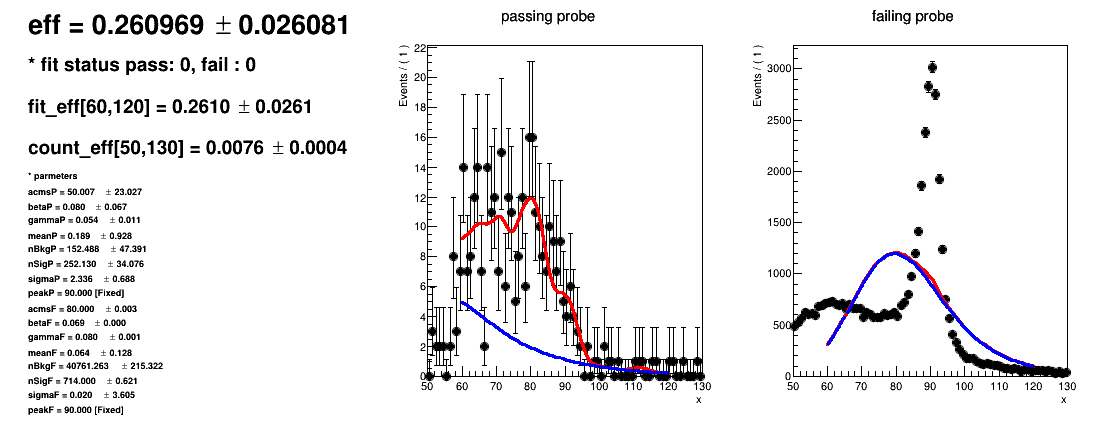 eff = 0.260969 ± 0.026081
* fit status pass: 0, fail : 0
fit_eff[60,120] = 0.2610 ± 0.0261
count_eff[50,130] = 0.0076 ± 0.0004
* parmeters
acmsP = 50.007 ± 23.027
betaP = 0.080 ± 0.067
gammaP = 0.054 ± 0.011
meanP = 0.189 ± 0.928
nBkgP = 152.488 ± 47.391
nSigP = 252.130 ± 34.076
sigmaP = 2.336 ± 0.688
peakP = 90.000 [Fixed]
acmsF = 80.000 ± 0.003
betaF = 0.069 ± 0.000
gammaF = 0.080 ± 0.001
meanF = 0.064 ± 0.128
nBkgF = 40761.263 ± 215.322
nSigF = 714.000 ± 0.621
sigmaF = 0.020 ± 3.605
peakF = 90.000 [Fixed]
passing probe
Events / ( 1 )
22
20
18
16
14
12
10
8
6
4
2
0
50 60 70 80 90 100 110 120 130
x
failing probe
Events / ( 1 )
3000
2500
2000
1500
1000
500
0
50 60 70 80 90 100 110 120 130
x